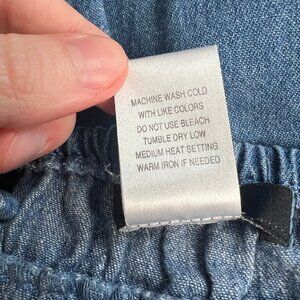 MACHINE WASH COLD
WITH LIKE COLORS
DO NOT USE BLEACH
TUMBLE DRY LOW
MEDIUM HEAT SETTING
WARM IRON IF NEEDED